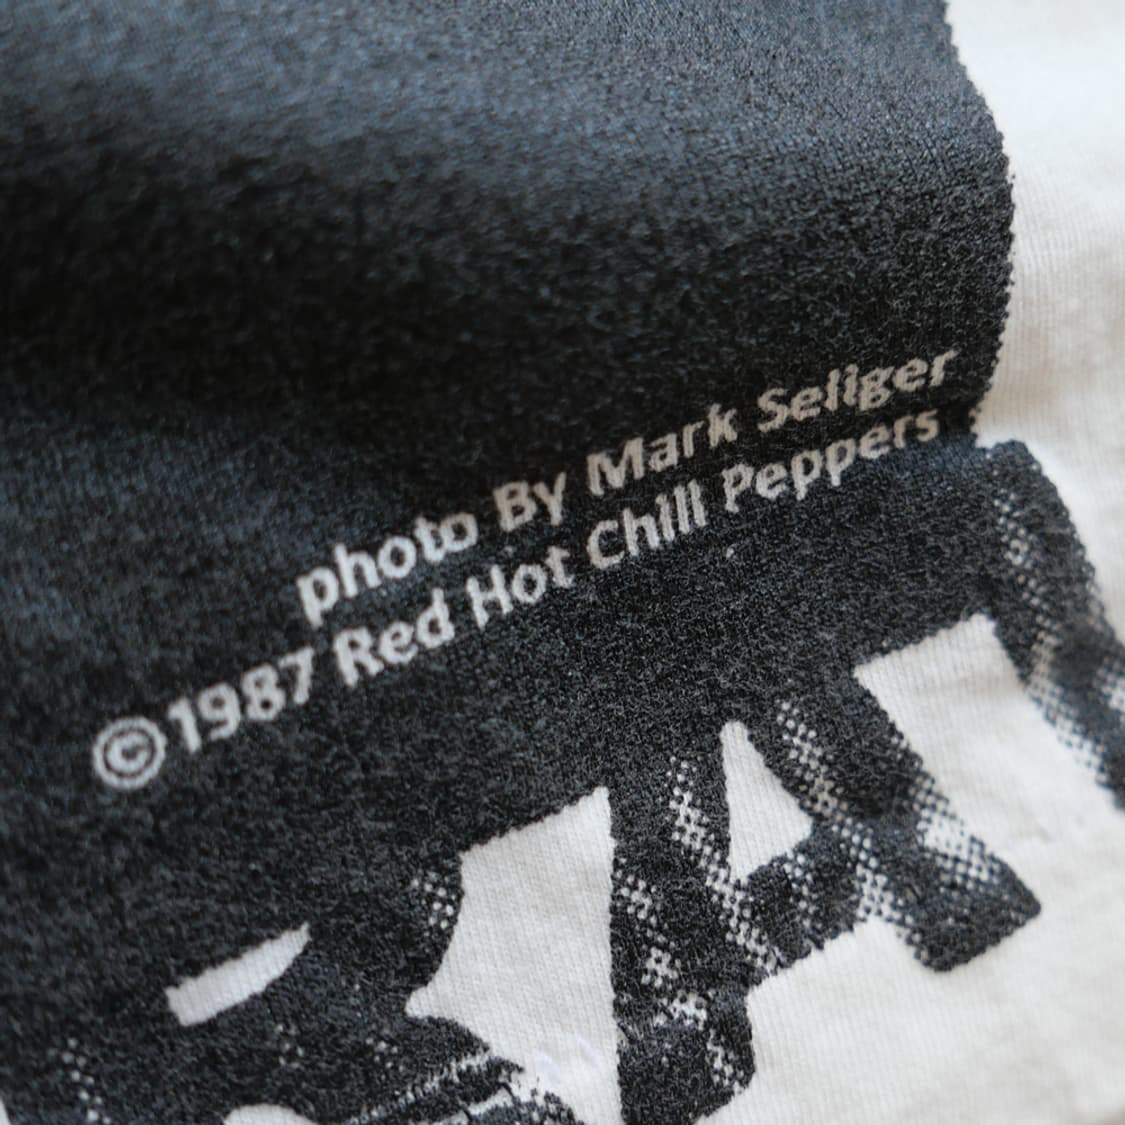 photo By Mark Seliger
©1987 Red Hot Chili Peppers